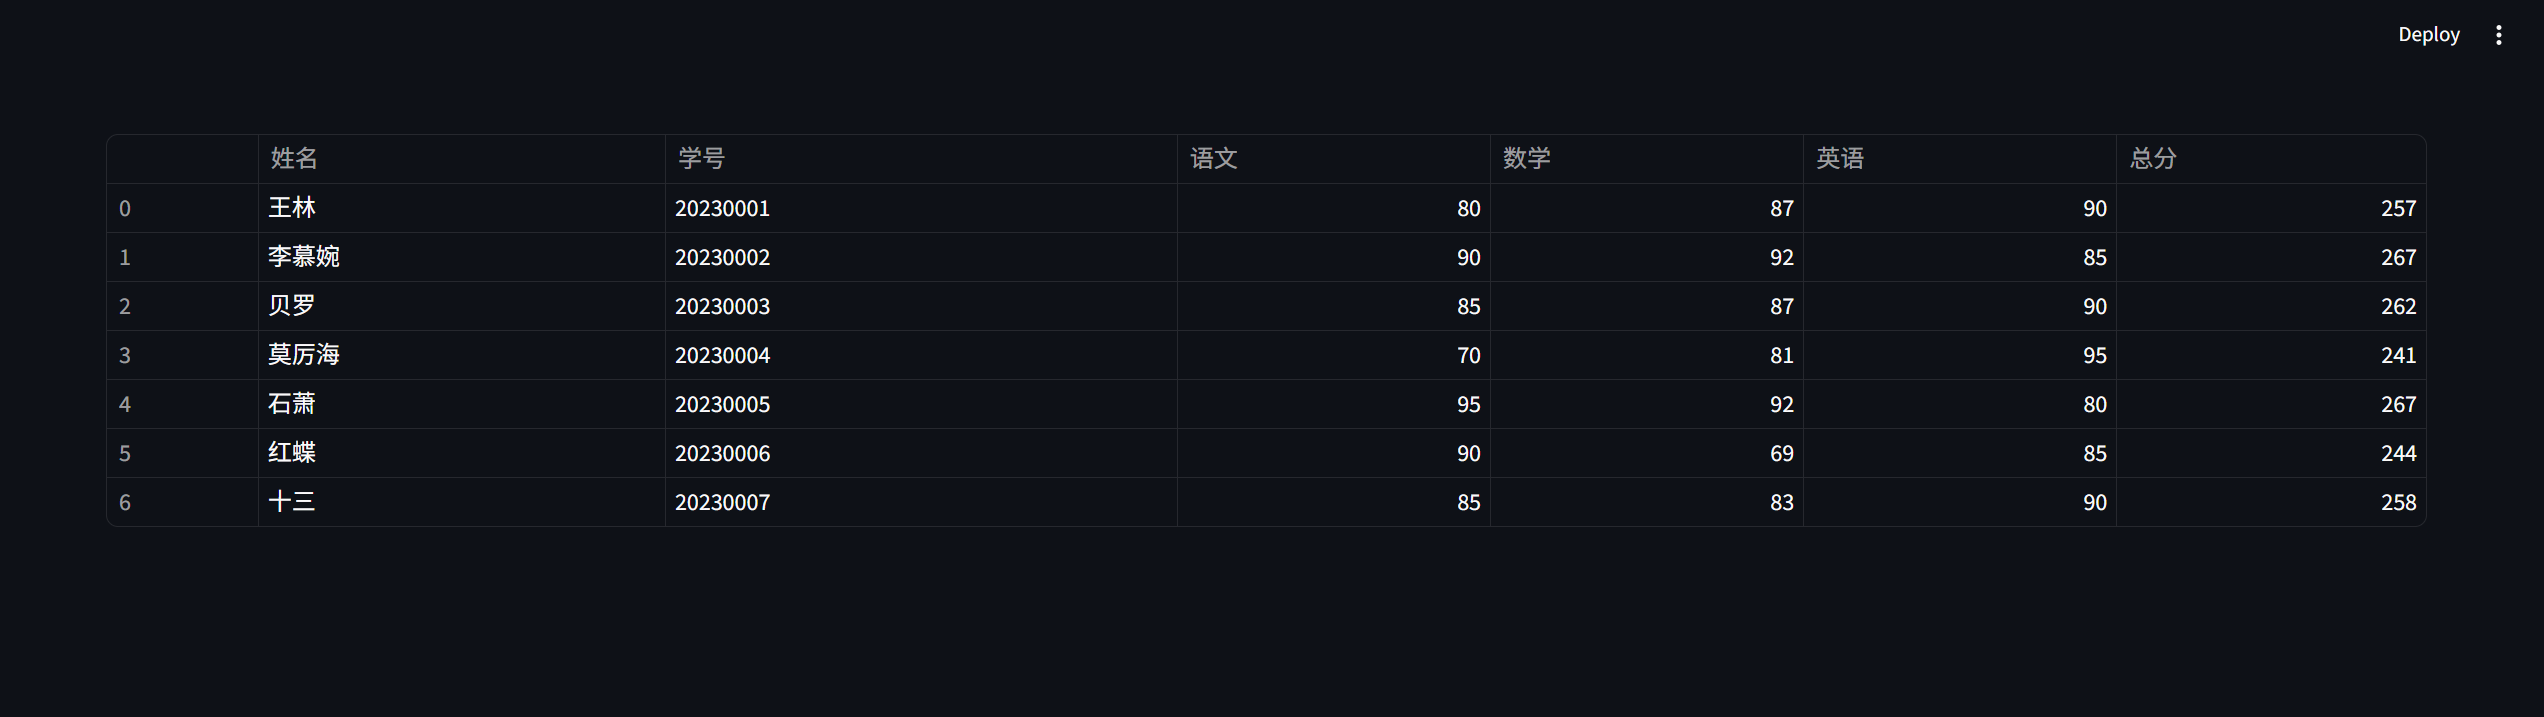 Deploy
姓名 学号 语文 数学 英语 总分
0 王林 20230001 80 87 90 257
1 李慕婉 20230002 90 92 85 267
2 贝罗 20230003 85 87 90 262
3 莫厉海 20230004 70 81 95 241
4 石萧 20230005 95 92 80 267
5 红蝶 20230006 90 69 85 244
6 十三 20230007 85 83 90 258